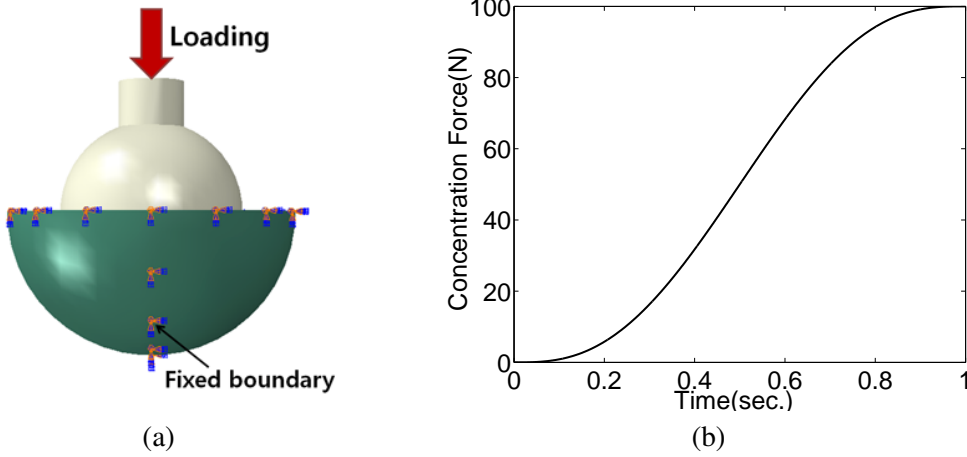 Loading
Fixed boundary
(a)
100
80
60
40
20
0
Concentration Force(N)
0
0.2
0.4
0.6
0.8
1
Time(sec.)
(b)